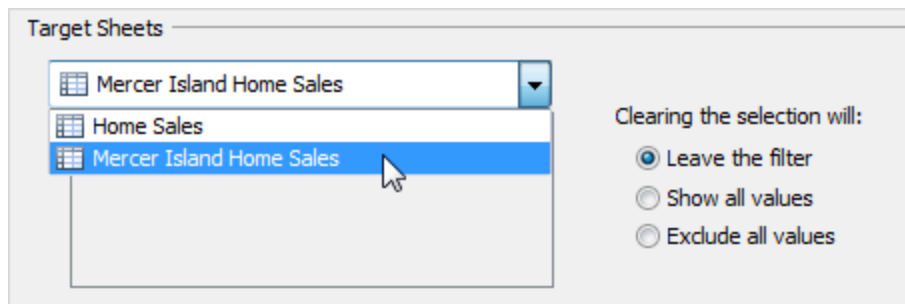 Target Sheets
Mercer Island Home Sales
Home Sales
Mercer Island Home Sales
Clearing the selection will:
Leave the filter
Show all values
Exclude all values